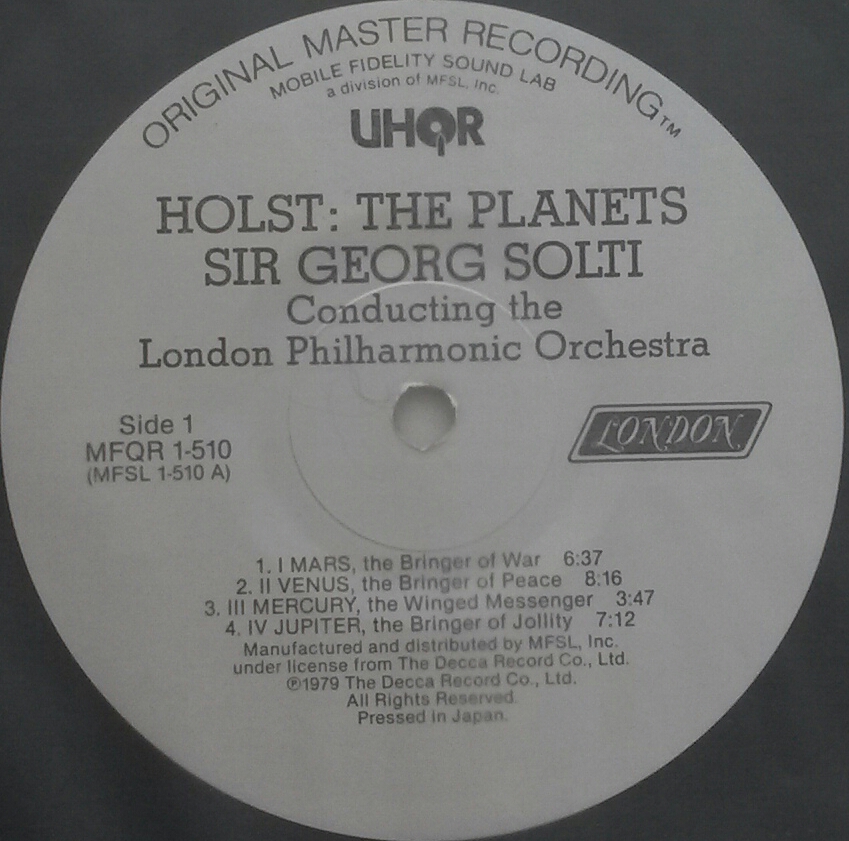 ORIGINAL MASTER RECORDING™
MOBILE FIDELITY SOUND LAB
a division of MFSL, Inc.
UHQR
HOLST: THE PLANETS
SIR GEORG SOLTI
Conducting the
London Philharmonic Orchestra
Side 1
MFQR 1-510
(MFSL 1-510 A)
LONDON
1. I MARS, the Bringer of War 6:37
2. II VENUS, the Bringer of Peace 8:16
3. III MERCURY, the Winged Messenger 3:47
4. IV JUPITER, the Bringer of Jollity 7:12
Manufactured and distributed by MFSL, Inc.
under license from The Decca Record Co., Ltd.
℗1979 The Decca Record Co., Ltd.
All Rights Reserved.
Pressed in Japan.